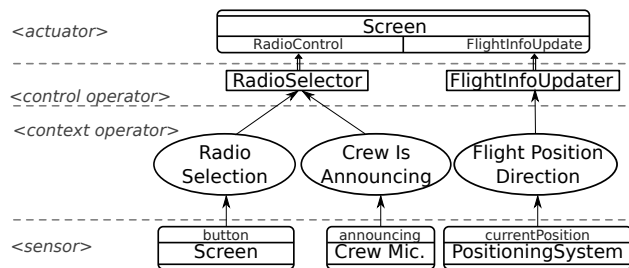 <actuator>
Screen
RadioControl FlightInfoUpdate
RadioSelector FlightInfoUpdater
<control operator>
<context operator>
Radio Selection
Crew Is Announcing
Flight Position Direction
button announcing currentPosition
<sensor>
Screen Crew Mic. PositioningSystem